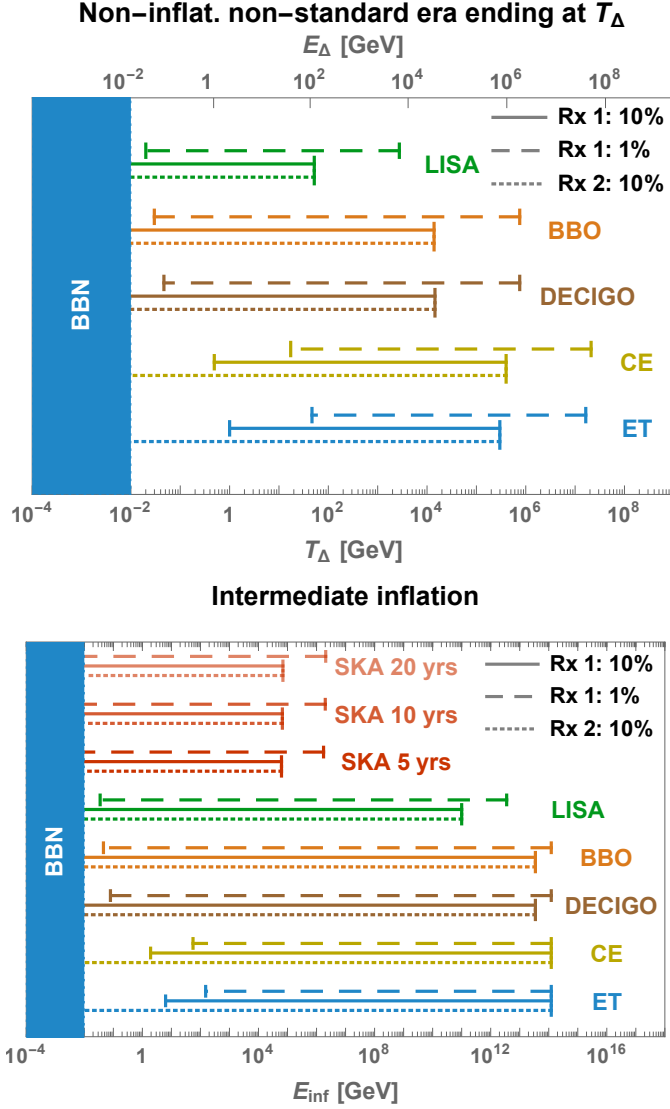 Non−inflat. non−standard era ending at T_Δ
E_Δ [GeV]
10^-2 1 10^2 10^4 10^6 10^8
Rx 1: 10%
Rx 1: 1%
Rx 2: 10%
LISA
BBO
DECIGO
CE
ET
BBN
10^-4 10^-2 1 10^2 10^4 10^6 10^8
T_Δ [GeV]
Intermediate inflation
Rx 1: 10%
Rx 1: 1%
Rx 2: 10%
SKA 20 yrs
SKA 10 yrs
SKA 5 yrs
LISA
BBO
DECIGO
CE
ET
BBN
10^-4 1 10^4 10^8 10^12 10^16
E_inf [GeV]